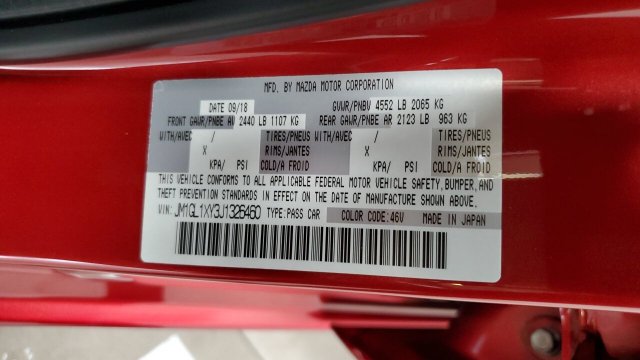 MFD. BY MAZDA MOTOR CORPORATION
DATE 09/18 GVWR/PNBV 4552 LB 2065 KG
FRONT GAWR/PNBE AV 2440 LB 1107 KG REAR GAWR/PNBE AR 2123 LB 963 KG
WITH/AVEC / TIRES/PNEUS WITH/AVEC / TIRES/PNEUS
X RIMS/JANTES X RIMS/JANTES
KPA/ PSI COLD/A FROID KPA/ PSI COLD/A FROID
THIS VEHICLE CONFORMS TO ALL APPLICABLE FEDERAL MOTOR VEHICLE SAFETY, BUMPER, AND
THEFT PREVENTION STANDARDS IN EFFECT ON THE DATE OF MANUFACTURE SHOWN ABOVE.
VIN: JM1GL1XY3J1326460 TYPE: PASS CAR COLOR CODE: 46V MADE IN JAPAN